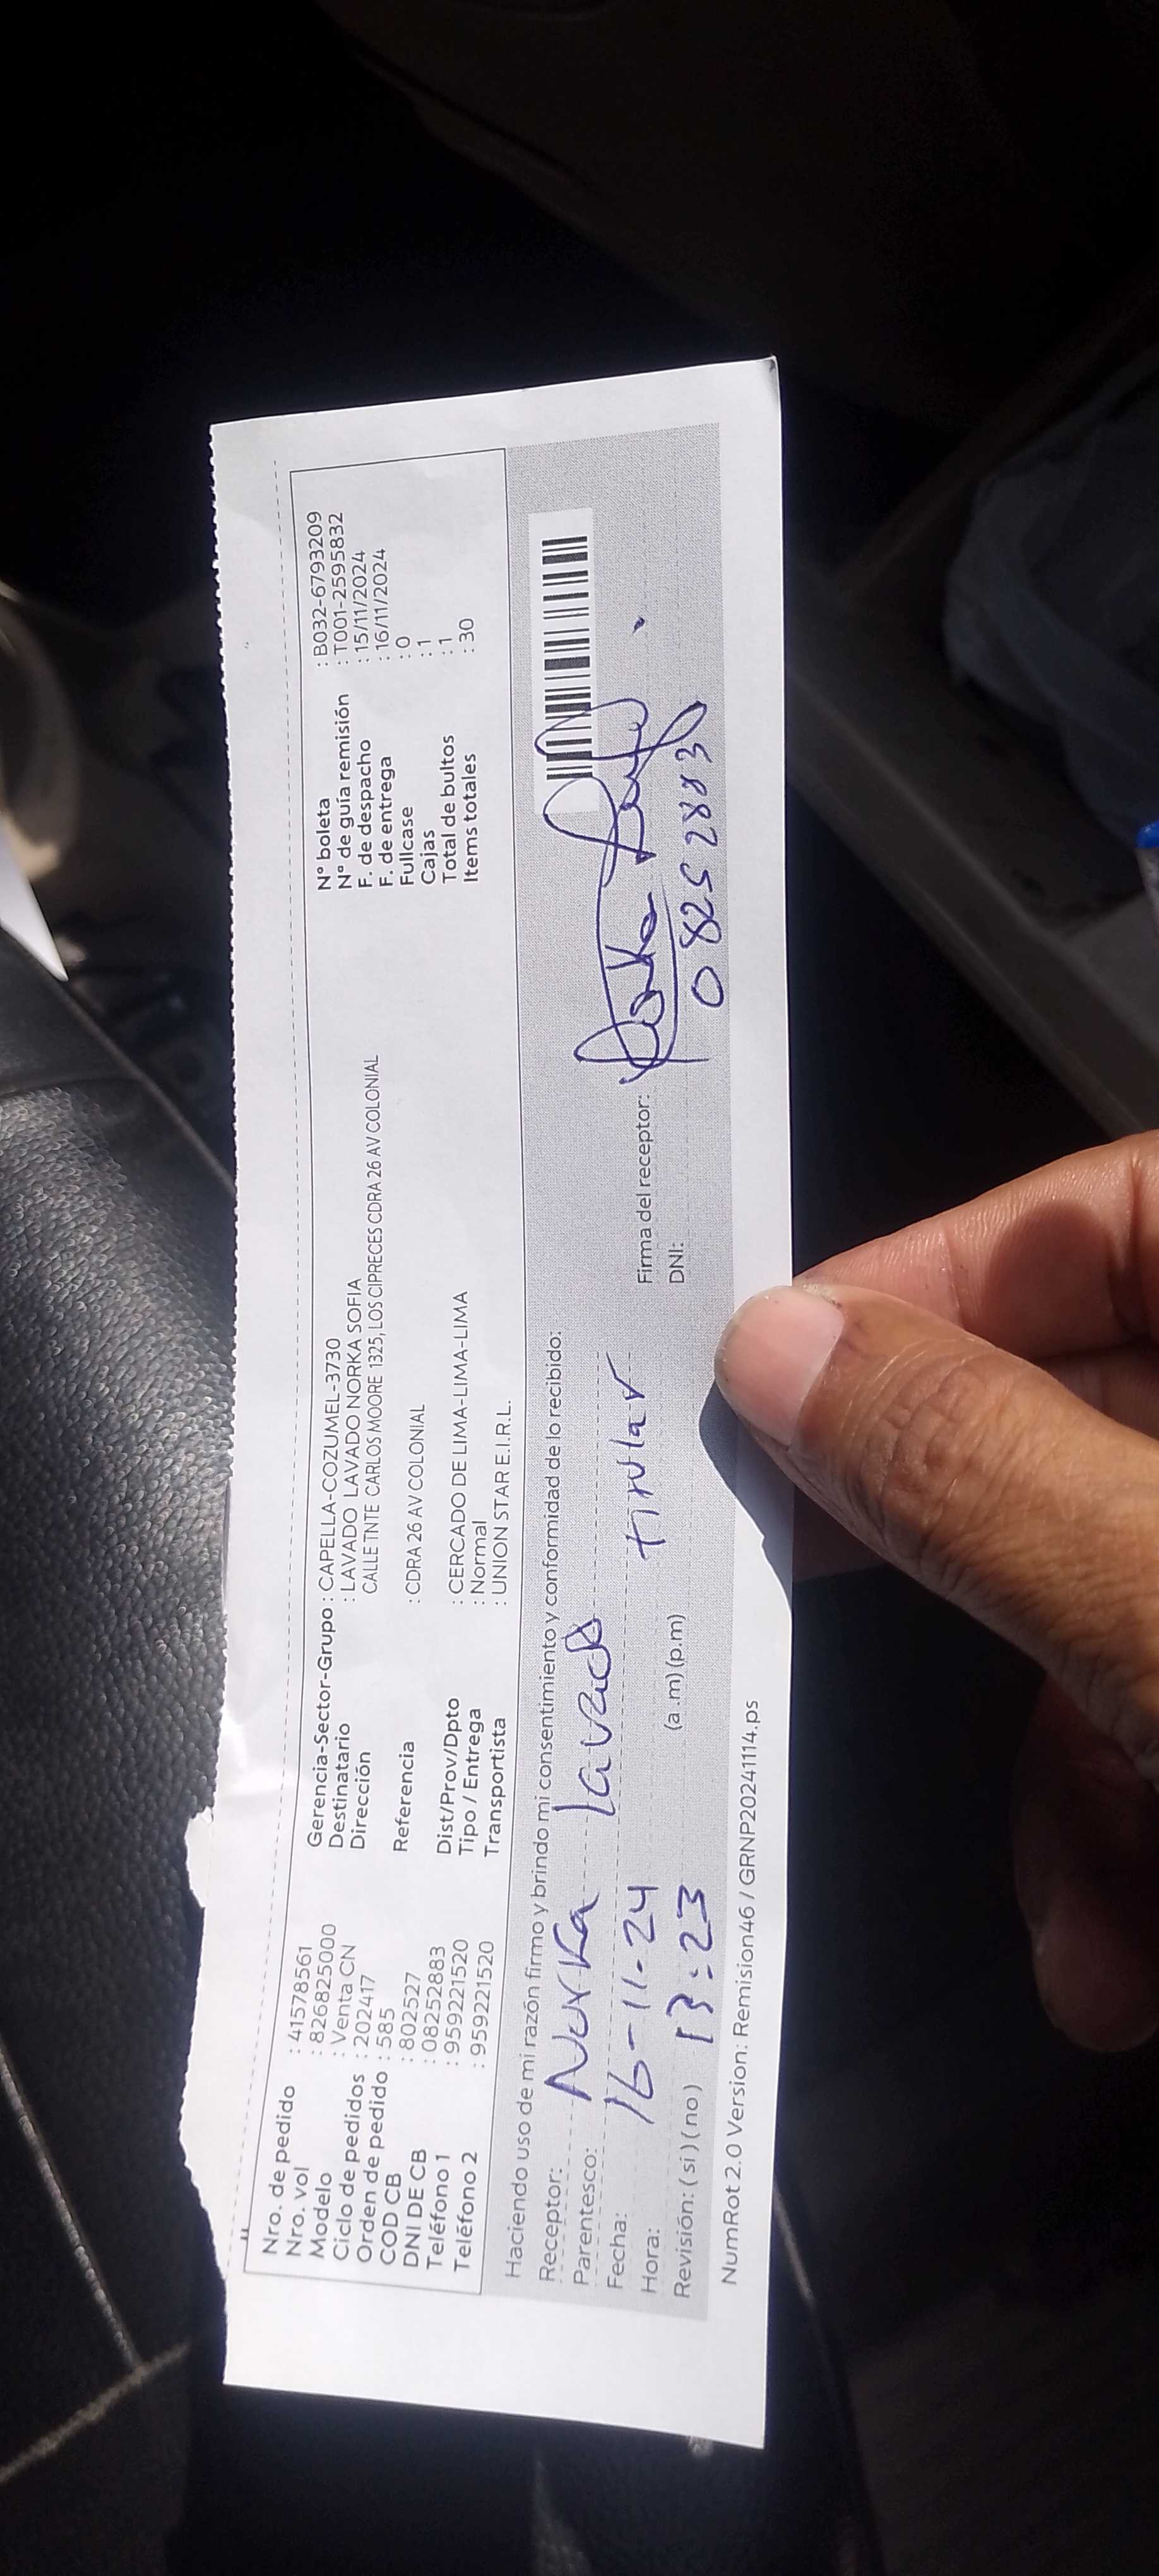 Nro. de pedido : 41578561
Nro. vol : 826825000
Modelo : Venta CN
Ciclo de pedidos : 202417
Orden de pedido : 585
COD CB : 802527
DNI DE CB : 08252883
Teléfono 1 : 959221520
Teléfono 2 : 959221520
Gerencia-Sector-Grupo : CAPELLA-COZUMEL-3730
Destinatario : LAVADO LAVADO NORKA SOFIA
Dirección CALLE TNTE CARLOS MOORE 1325, LOS CIPRECES CDRA 26 AV COLONIAL
Referencia : CDRA 26 AV COLONIAL
Dist/Prov/Dpto : CERCADO DE LIMA-LIMA-LIMA
Tipo / Entrega : Normal
Transportista : UNION STAR E.I.R.L.
N° boleta : B032-6793209
N° de guía remisión : T001-2595832
F. de despacho : 15/11/2024
F. de entrega : 16/11/2024
Fullcase : 0
Cajas : 1
Total de bultos : 1
Items totales : 30
Haciendo uso de mi razón firmo y brindo mi consentimiento y conformidad de lo recibido:
Receptor: Norka Lavado
Parentesco: titular
Fecha: 16-11-24
Hora: 13:23 (a.m) (p.m)
Revisión: ( si ) ( no )
Firma del receptor:
DNI: 08252883
NumRot 2.0 Version: Remision46 / GRNP20241114.ps